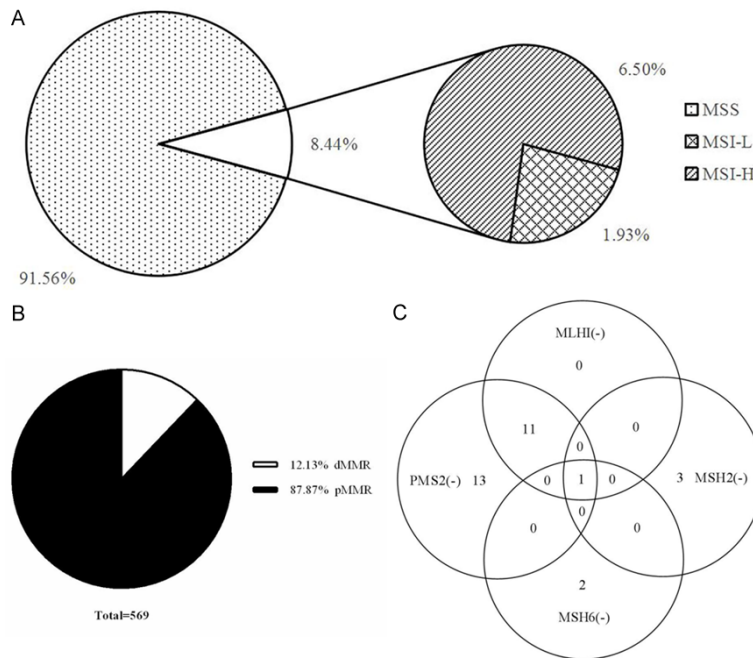 A
6.50%
MSS
8.44%
MSI-L
MSI-H
1.93%
91.56%
B
12.13% dMMR
87.87% pMMR
Total=569
C
MLHI(-)
0
11
0
0
PMS2(-) 13
0
1
0
3 MSH2(-)
0
0
0
2
MSH6(-)